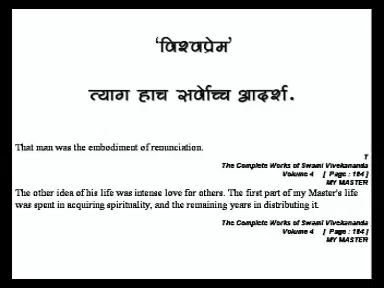 ‘विश्वप्रेम’
त्याग हाच सर्वोच्च आदर्श.
That man was the embodiment of renunciation.
T
The Complete Works of Swami Vivekananda
Volume 4 [ Page : 184 ]
MY MASTER
The other idea of his life was intense love for others. The first part of my Master's life
was spent in acquiring spirituality, and the remaining years in distributing it.
The Complete Works of Swami Vivekananda
Volume 4 [ Page : 184 ]
MY MASTER